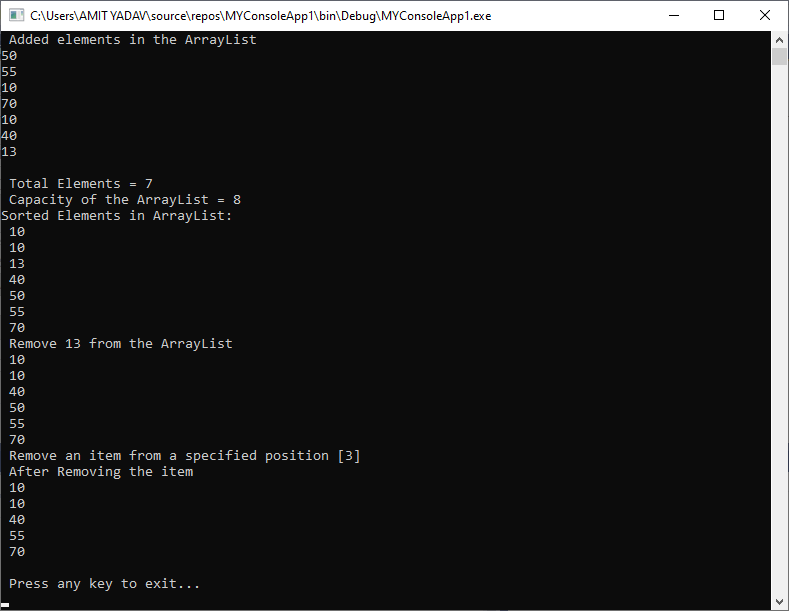 C:\Users\AMIT YADAV\source\repos\MYConsoleApp1\bin\Debug\MYConsoleApp1.exe
Added elements in the ArrayList
50
55
10
70
10
40
13
Total Elements = 7
Capacity of the ArrayList = 8
Sorted Elements in ArrayList:
10
10
13
40
50
55
70
Remove 13 from the ArrayList
10
10
40
50
55
70
Remove an item from a specified position [3]
After Removing the item
10
10
40
55
70
Press any key to exit...